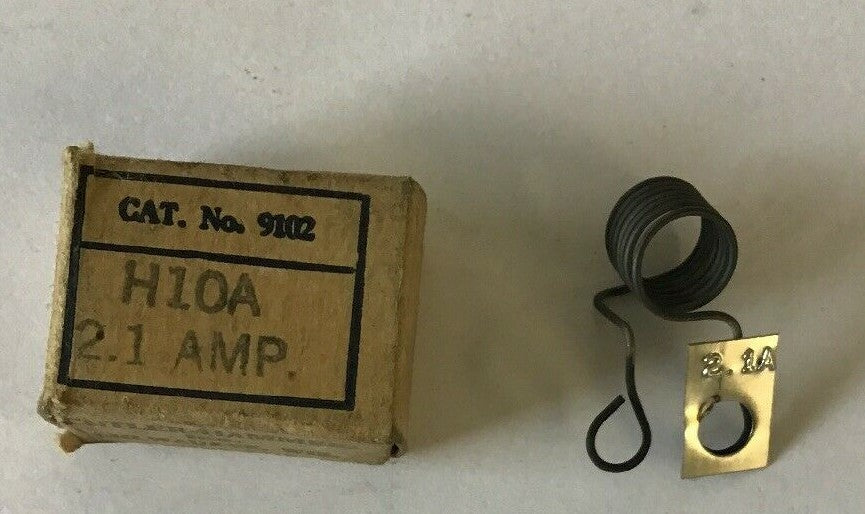 CAT. No. 9102
H10A
2.1 AMP.
2.1A